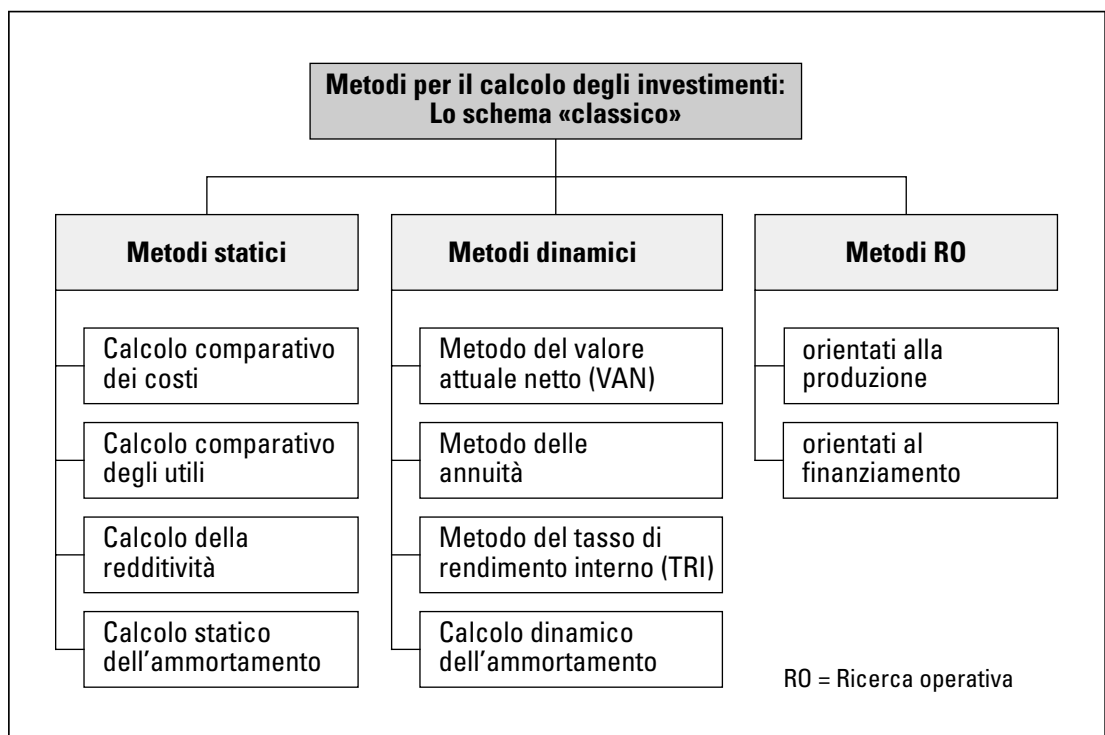 Metodi per il calcolo degli investimenti:
Lo schema «classico»
Metodi statici
Calcolo comparativo
dei costi
Calcolo comparativo
degli utili
Calcolo della
redditività
Calcolo statico
dell'ammortamento
Metodi dinamici
Metodo del valore
attuale netto (VAN)
Metodo delle
annuità
Metodo del tasso di
rendimento interno (TRI)
Calcolo dinamico
dell'ammortamento
Metodi RO
orientati alla
produzione
orientati al
finanziamento
RO = Ricerca operativa